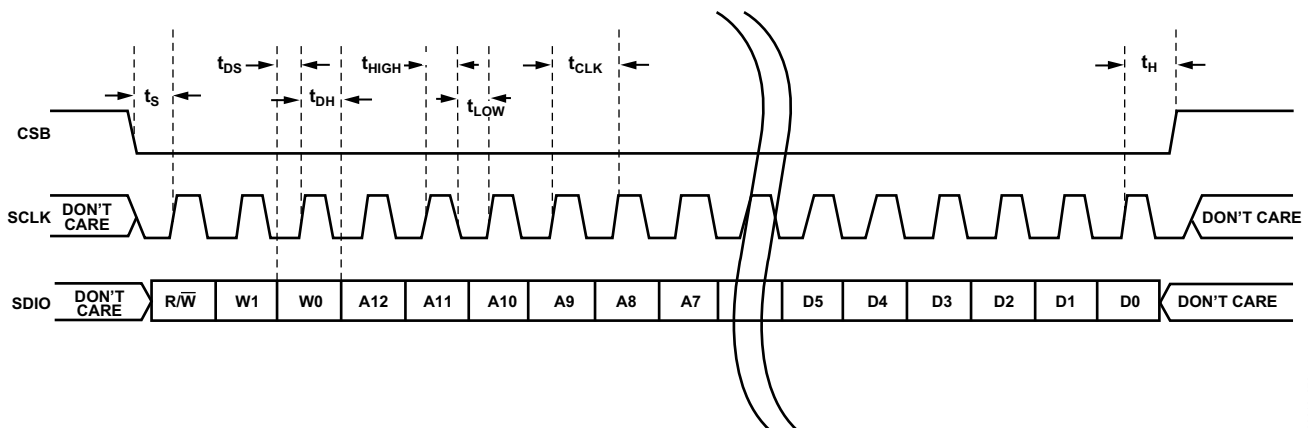 tDS
tHIGH
tCLK
tH
tS
tDH
tLOW
CSB
SCLK
DON'T
CARE
DON'T CARE
SDIO
DON'T
CARE
R/W̅ W1 W0 A12 A11 A10 A9 A8 A7 D5 D4 D3 D2 D1 D0
DON'T CARE